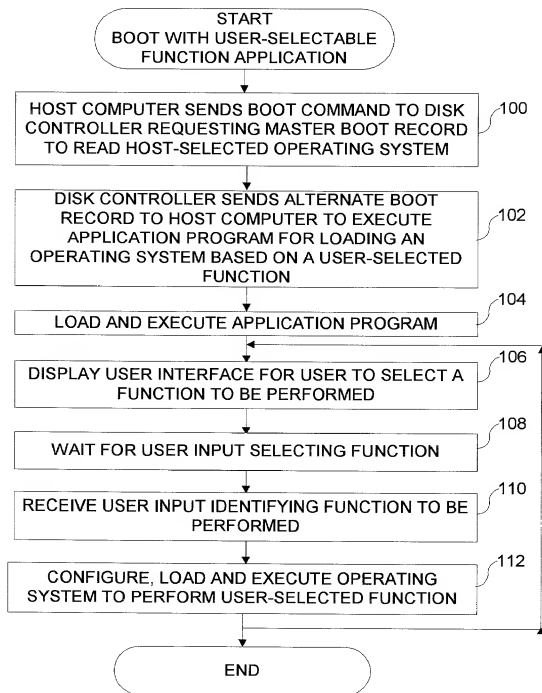 START
BOOT WITH USER-SELECTABLE
FUNCTION APPLICATION
HOST COMPUTER SENDS BOOT COMMAND TO DISK
CONTROLLER REQUESTING MASTER BOOT RECORD
TO READ HOST-SELECTED OPERATING SYSTEM
100
DISK CONTROLLER SENDS ALTERNATE BOOT
RECORD TO HOST COMPUTER TO EXECUTE
APPLICATION PROGRAM FOR LOADING AN
OPERATING SYSTEM BASED ON A USER-SELECTED
FUNCTION
102
104
LOAD AND EXECUTE APPLICATION PROGRAM
106
DISPLAY USER INTERFACE FOR USER TO SELECT A
FUNCTION TO BE PERFORMED
108
WAIT FOR USER INPUT SELECTING FUNCTION
110
RECEIVE USER INPUT IDENTIFYING FUNCTION TO BE
PERFORMED
112
CONFIGURE, LOAD AND EXECUTE OPERATING
SYSTEM TO PERFORM USER-SELECTED FUNCTION
END